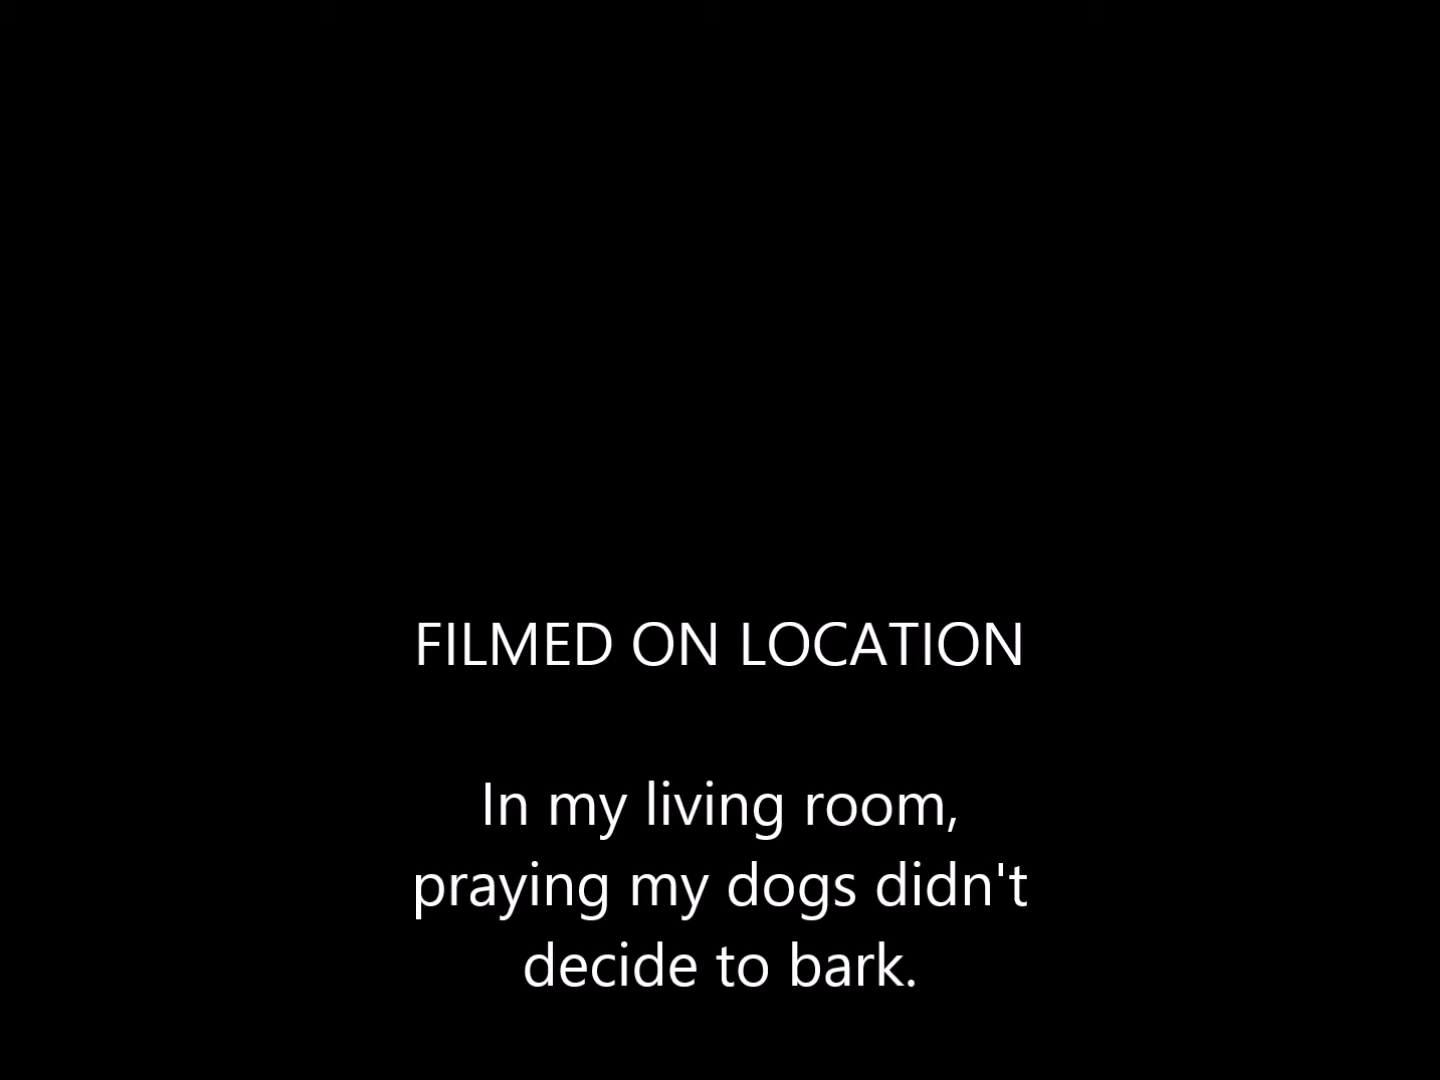 FILMED ON LOCATION
In my living room,
praying my dogs didn't
decide to bark.